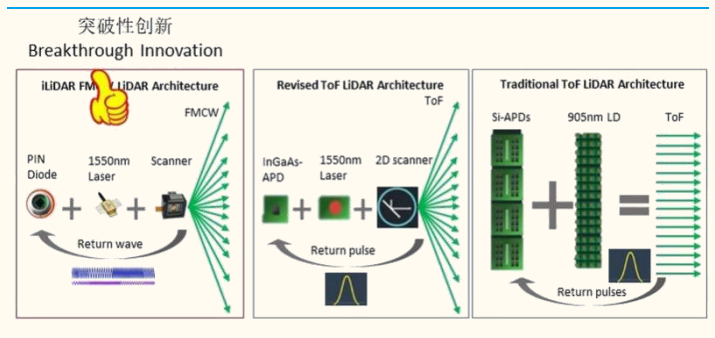 突破性创新
Breakthrough Innovation
iLiDAR
LiDAR Architecture
FMCW
PIN
Diode
1550nm
Laser
Scanner
Return wave
Revised ToF LiDAR Architecture
ToF
InGaAs-
APD
1550nm
Laser
2D scanner
Return pulse
Traditional ToF LiDAR Architecture
Si-APDs
905nm LD
ToF
Return pulses